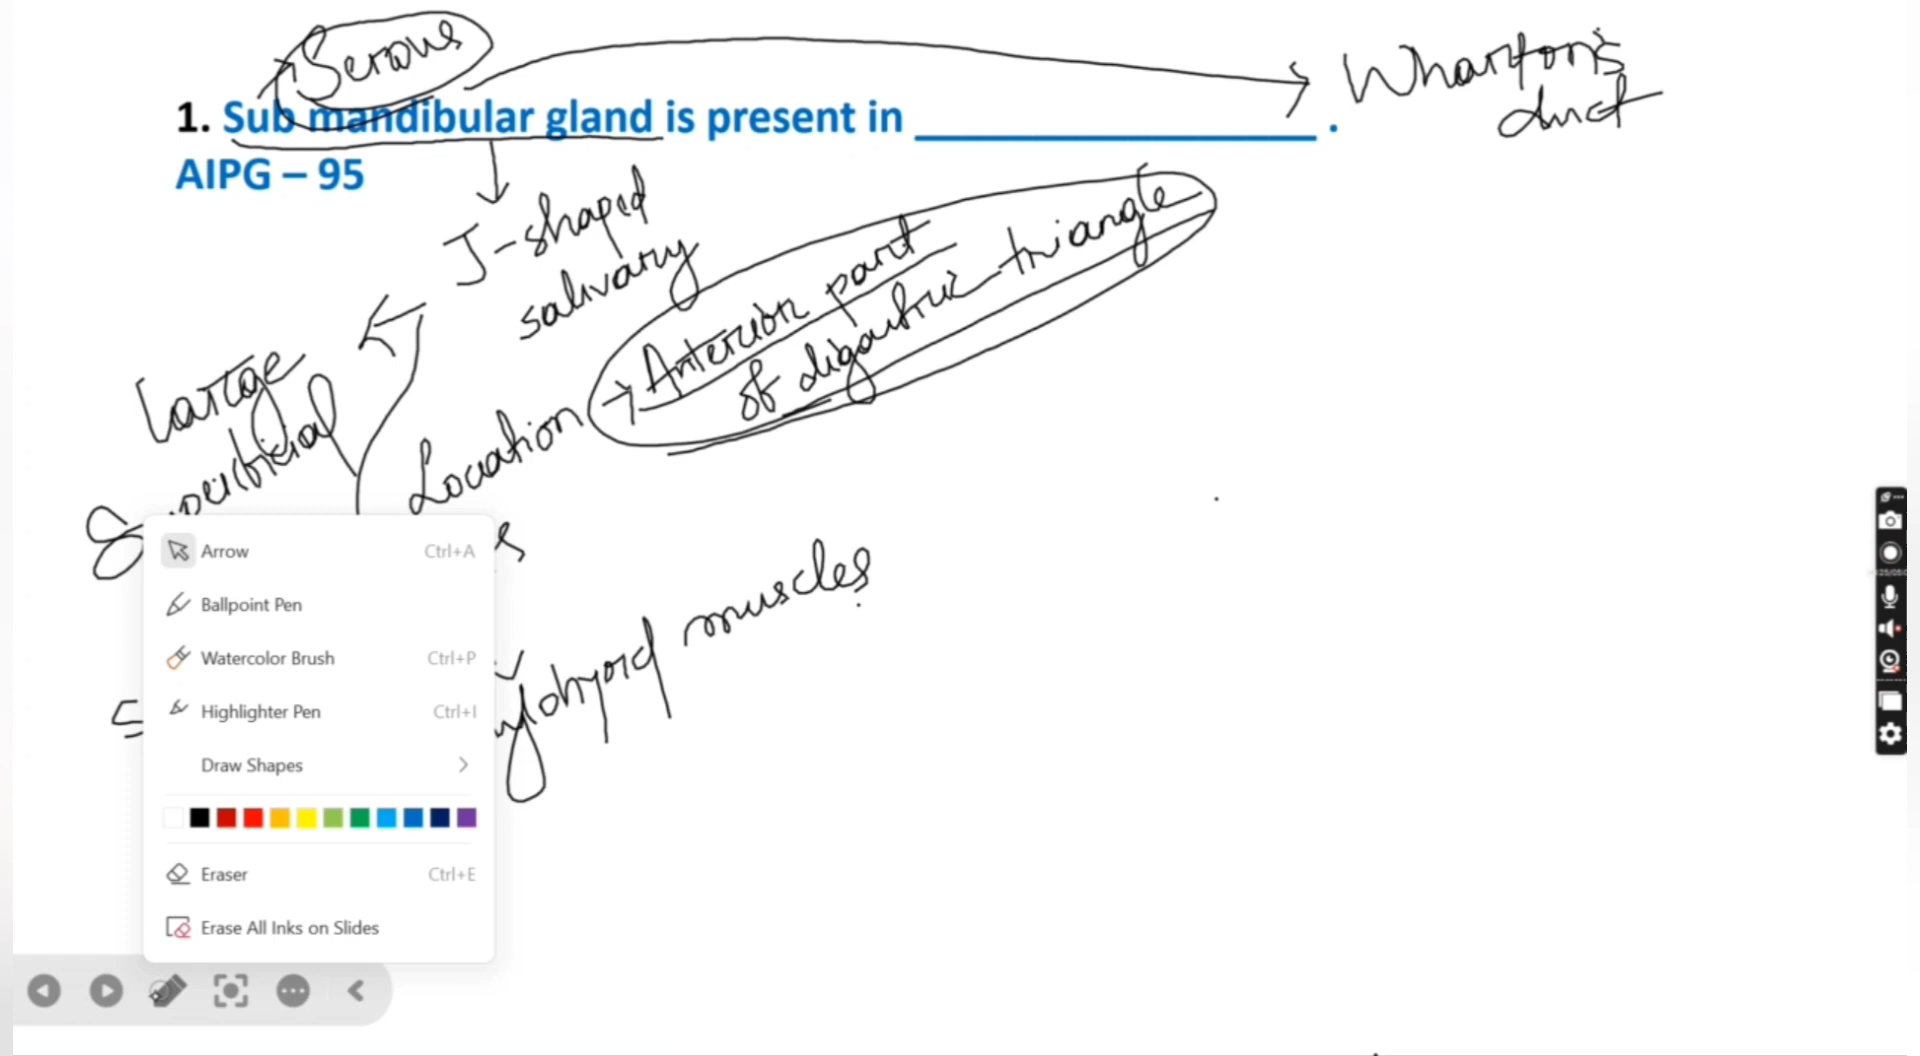 Serous
Wharton's
duct
1. Sub mandibular gland is present in ____________________ .
AIPG – 95
J-shaped
salivary
Large
Location → Anterior part
of digastric triangle
muscles
Arrow Ctrl+A
Ballpoint Pen
Watercolor Brush Ctrl+P
Highlighter Pen Ctrl+I
Draw Shapes
Eraser Ctrl+E
Erase All Inks on Slides